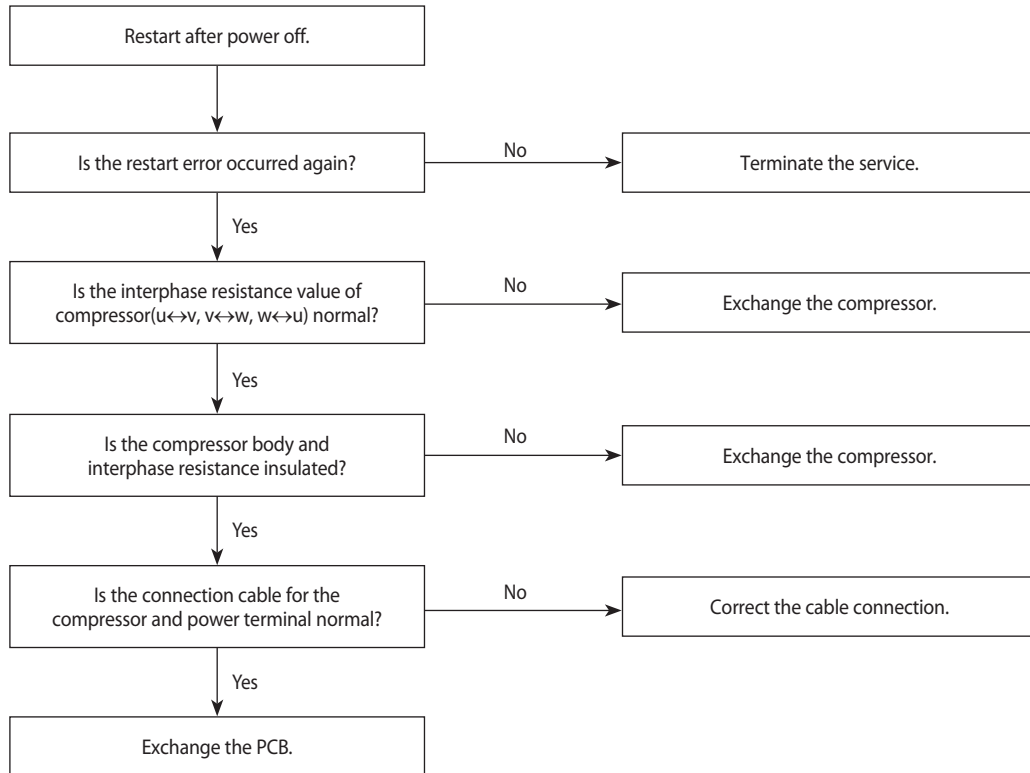 Restart after power off.
Is the restart error occurred again?
No
Terminate the service.
Yes
Is the interphase resistance value of
compressor(u↔v, v↔w, w↔u) normal?
No
Exchange the compressor.
Yes
Is the compressor body and
interphase resistance insulated?
No
Exchange the compressor.
Yes
Is the connection cable for the
compressor and power terminal normal?
No
Correct the cable connection.
Yes
Exchange the PCB.